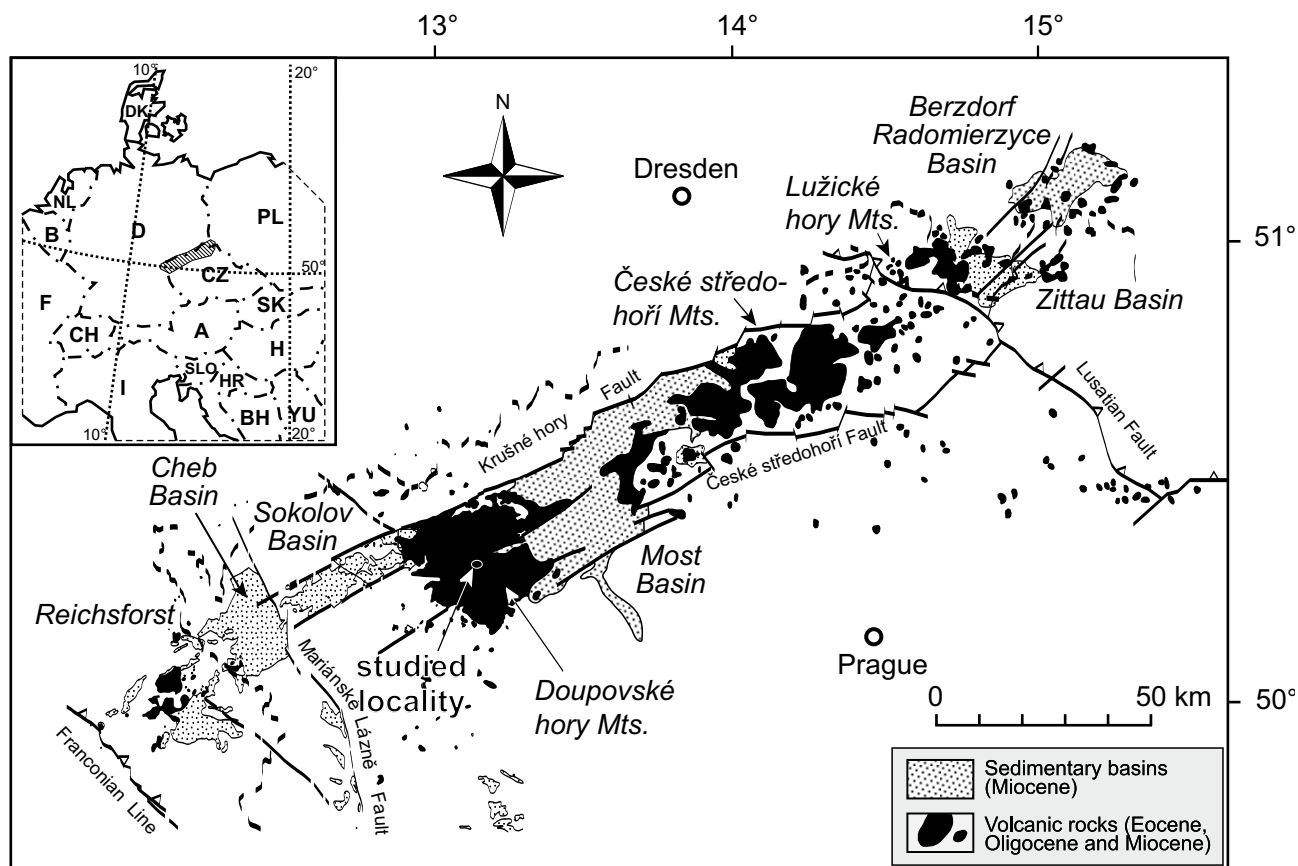 13°
14°
15°
51°
50°
10°
20°
DK
NL
B
D
PL
50°
CZ
F
SK
CH
A
H
I
SLO
HR
BH
YU
10°
20°
N
Dresden
Berzdorf
Radomierzyce
Basin
Lužické
hory Mts.
České středo-
hoří Mts.
Zittau Basin
Krušné hory
Fault
České středohoří Fault
Lusatian Fault
Cheb
Basin
Sokolov
Basin
Most
Basin
Reichsforst
studied
locality
Doupovské
hory Mts.
Mariánské Lázně
Fault
Franconian Line
Prague
0
50 km
Sedimentary basins
(Miocene)
Volcanic rocks (Eocene,
Oligocene and Miocene)